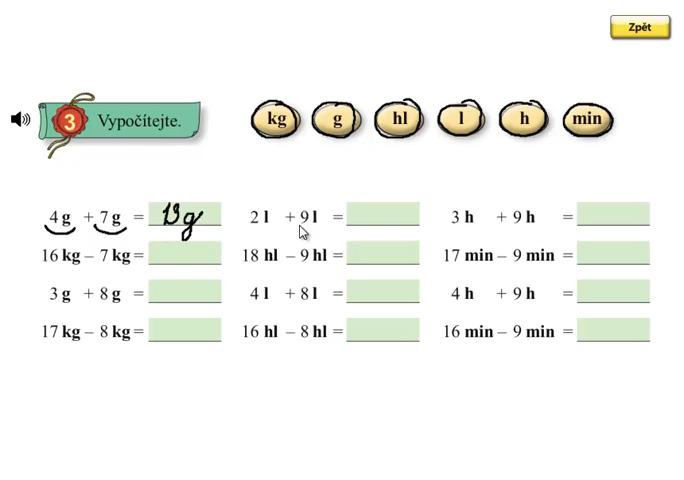 Zpět
3 Vypočítejte.
kg g hl l h min
4 g + 7 g = 2 l + 9 l = 3 h + 9 h =
16 kg – 7 kg = 18 hl – 9 hl = 17 min – 9 min =
3 g + 8 g = 4 l + 8 l = 4 h + 9 h =
17 kg – 8 kg = 16 hl – 8 hl = 16 min – 9 min =